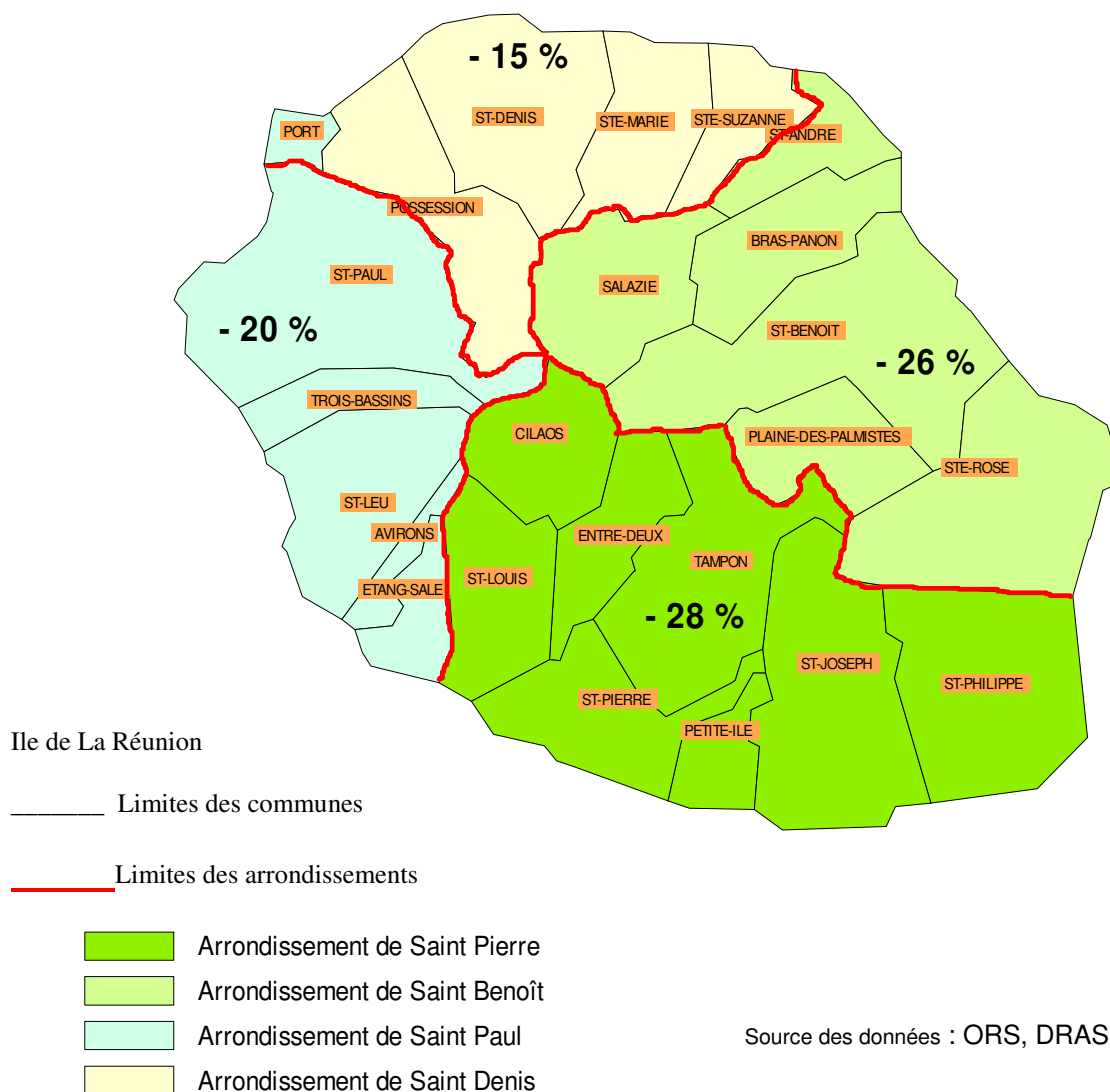 - 15 %
ST-DENIS
STE-MARIE
STE-SUZANNE
PORT
ST-ANDRE
POSSESSION
BRAS-PANON
ST-PAUL
SALAZIE
- 20 %
ST-BENOIT
- 26 %
TROIS-BASSINS
CILAOS
PLAINE-DES-PALMISTES
STE-ROSE
ST-LEU
AVIRONS
ENTRE-DEUX
TAMPON
ST-LOUIS
ETANG-SALE
- 28 %
ST-JOSEPH
ST-PHILIPPE
ST-PIERRE
PETITE-ILE
Ile de La Réunion
_______ Limites des communes
Limites des arrondissements
Arrondissement de Saint Pierre
Arrondissement de Saint Benoît
Arrondissement de Saint Paul
Arrondissement de Saint Denis
Source des données : ORS, DRAS